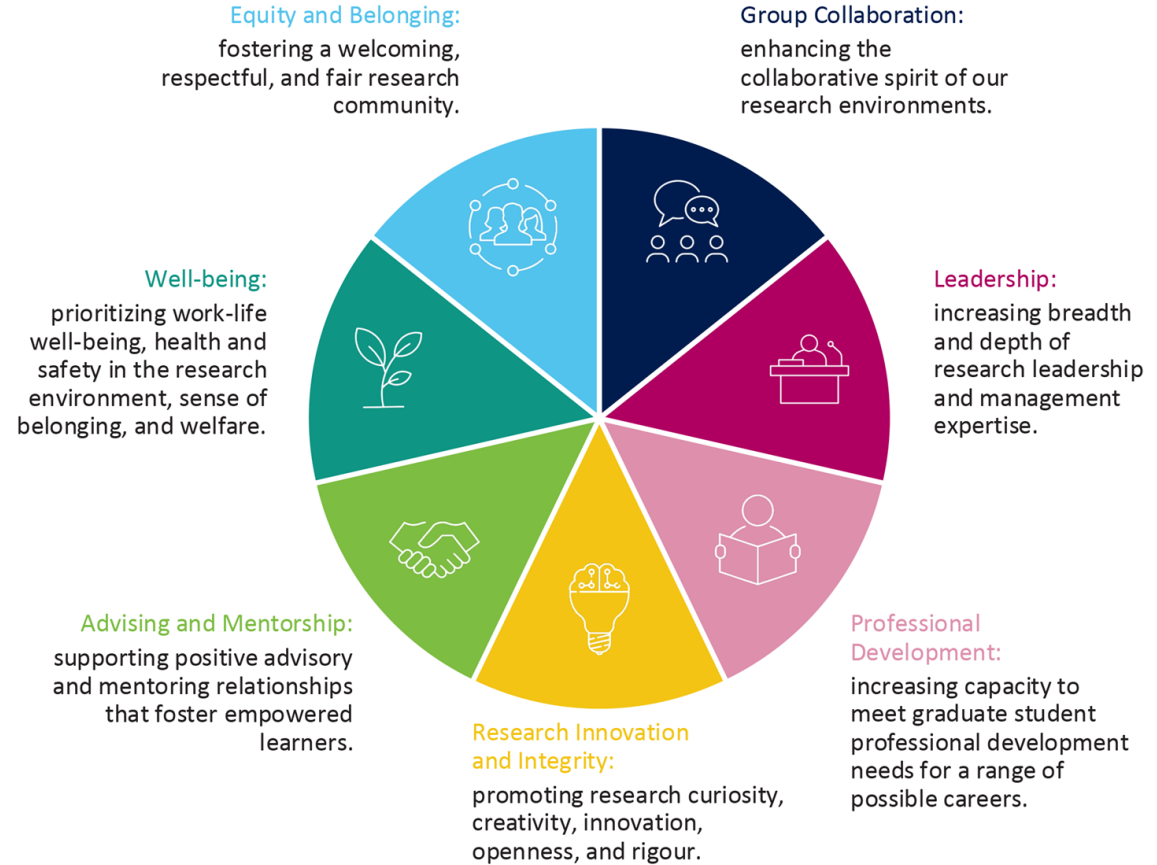 Equity and Belonging:
fostering a welcoming,
respectful, and fair research
community.
Group Collaboration:
enhancing the
collaborative spirit of our
research environments.
Well-being:
prioritizing work-life
well-being, health and
safety in the research
environment, sense of
belonging, and welfare.
Leadership:
increasing breadth
and depth of
research leadership
and management
expertise.
Advising and Mentorship:
supporting positive advisory
and mentoring relationships
that foster empowered
learners.
Research Innovation
and Integrity:
promoting research curiosity,
creativity, innovation,
openness, and rigour.
Professional
Development:
increasing capacity to
meet graduate student
professional development
needs for a range of
possible careers.